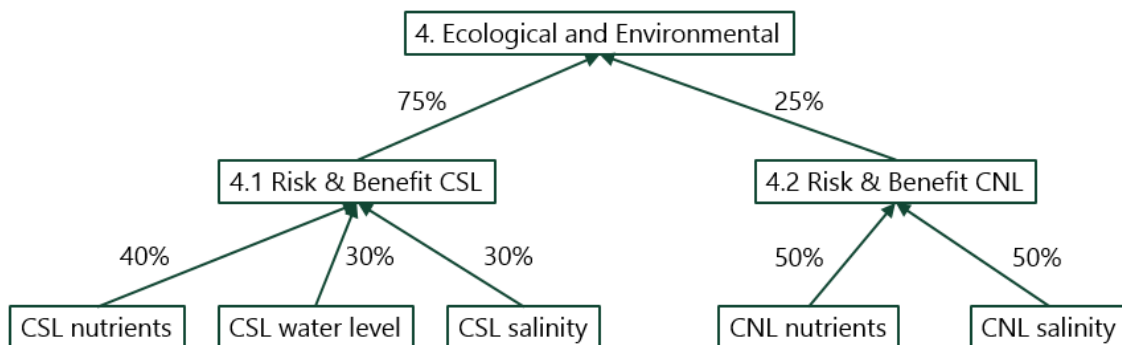 4. Ecological and Environmental
75%
25%
4.1 Risk & Benefit CSL
4.2 Risk & Benefit CNL
40%
30%
30%
50%
50%
CSL nutrients
CSL water level
CSL salinity
CNL nutrients
CNL salinity